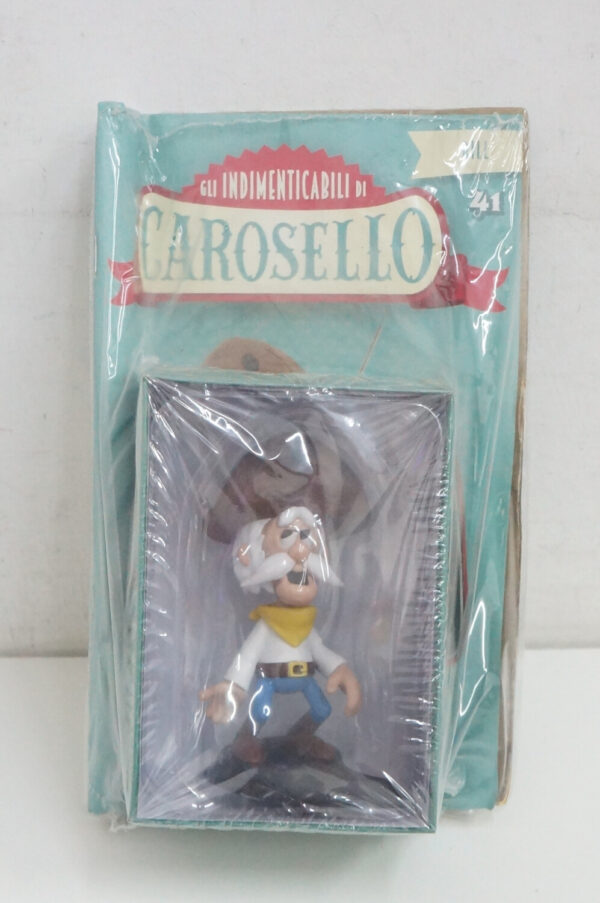 GLI INDIMENTICABILI DI
CAROSELLO
41